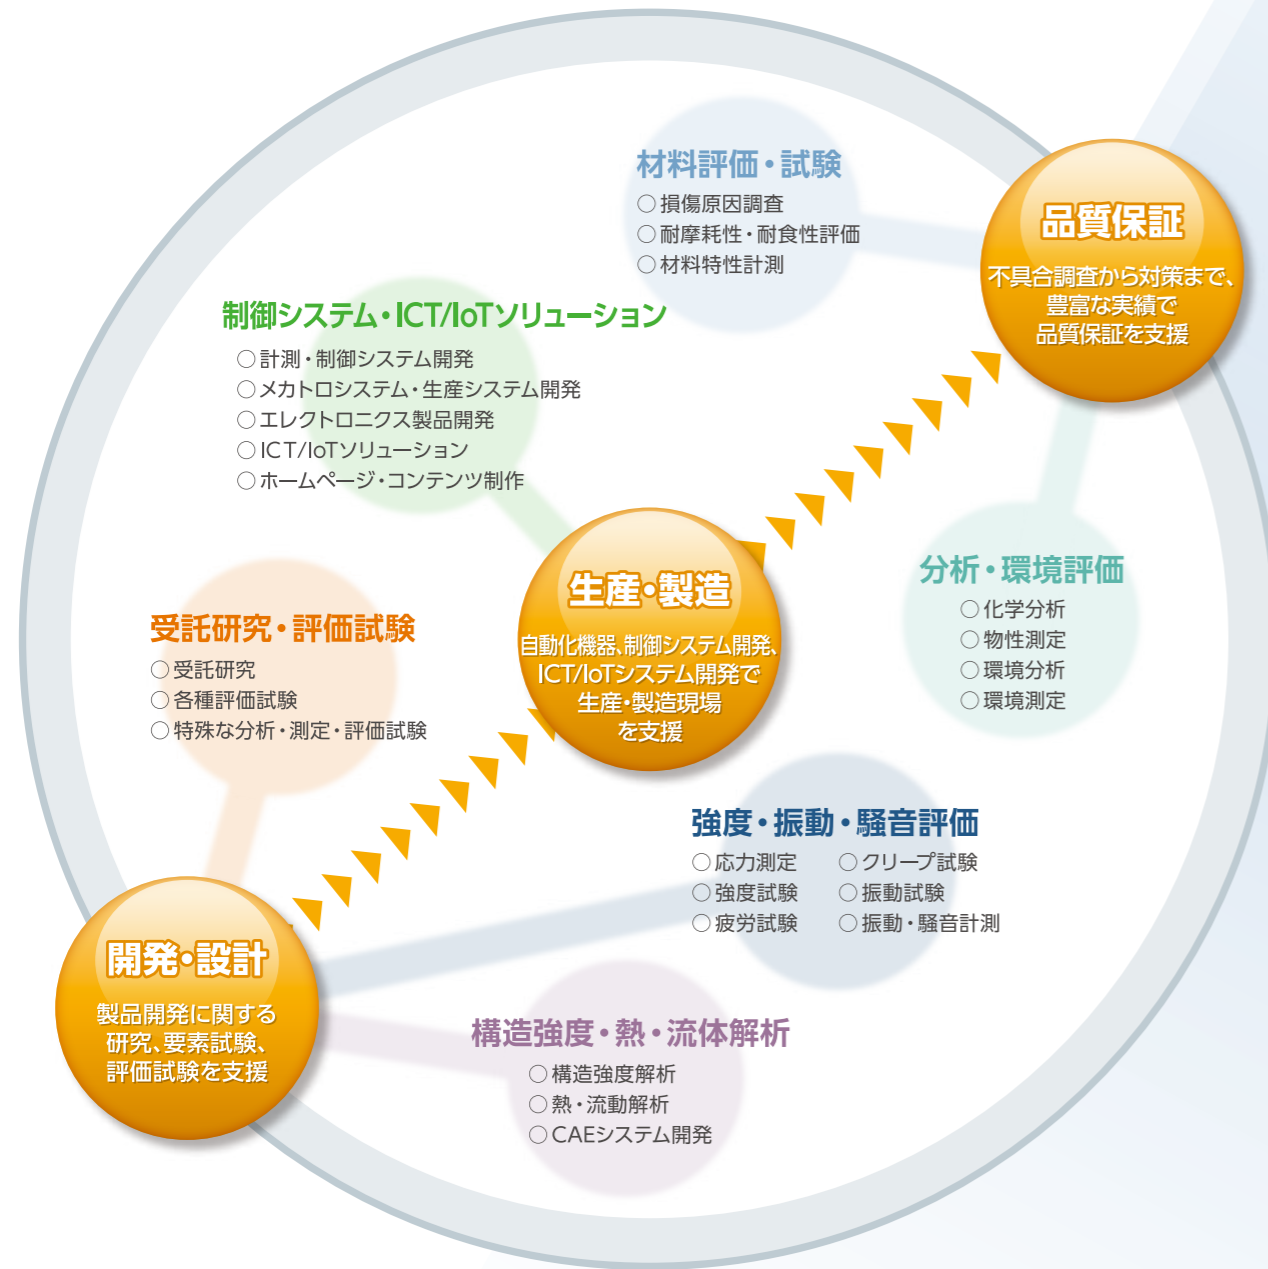 材料評価・試験
○損傷原因調査
○耐摩耗性・耐食性評価
○材料特性計測
品質保証
不具合調査から対策まで、
豊富な実績で
品質保証を支援
制御システム・ICT/IoTソリューション
○計測・制御システム開発
○メカトロシステム・生産システム開発
○エレクトロニクス製品開発
○ICT/IoTソリューション
○ホームページ・コンテンツ制作
生産・製造
自動化機器、制御システム開発、
ICT/IoTシステム開発で
生産・製造現場
を支援
分析・環境評価
○化学分析
○物性測定
○環境分析
○環境測定
受託研究・評価試験
○受託研究
○各種評価試験
○特殊な分析・測定・評価試験
強度・振動・騒音評価
○応力測定 ○クリープ試験
○強度試験 ○振動試験
○疲労試験 ○振動・騒音計測
開発・設計
製品開発に関する
研究、要素試験、
評価試験を支援
構造強度・熱・流体解析
○構造強度解析
○熱・流動解析
○CAEシステム開発